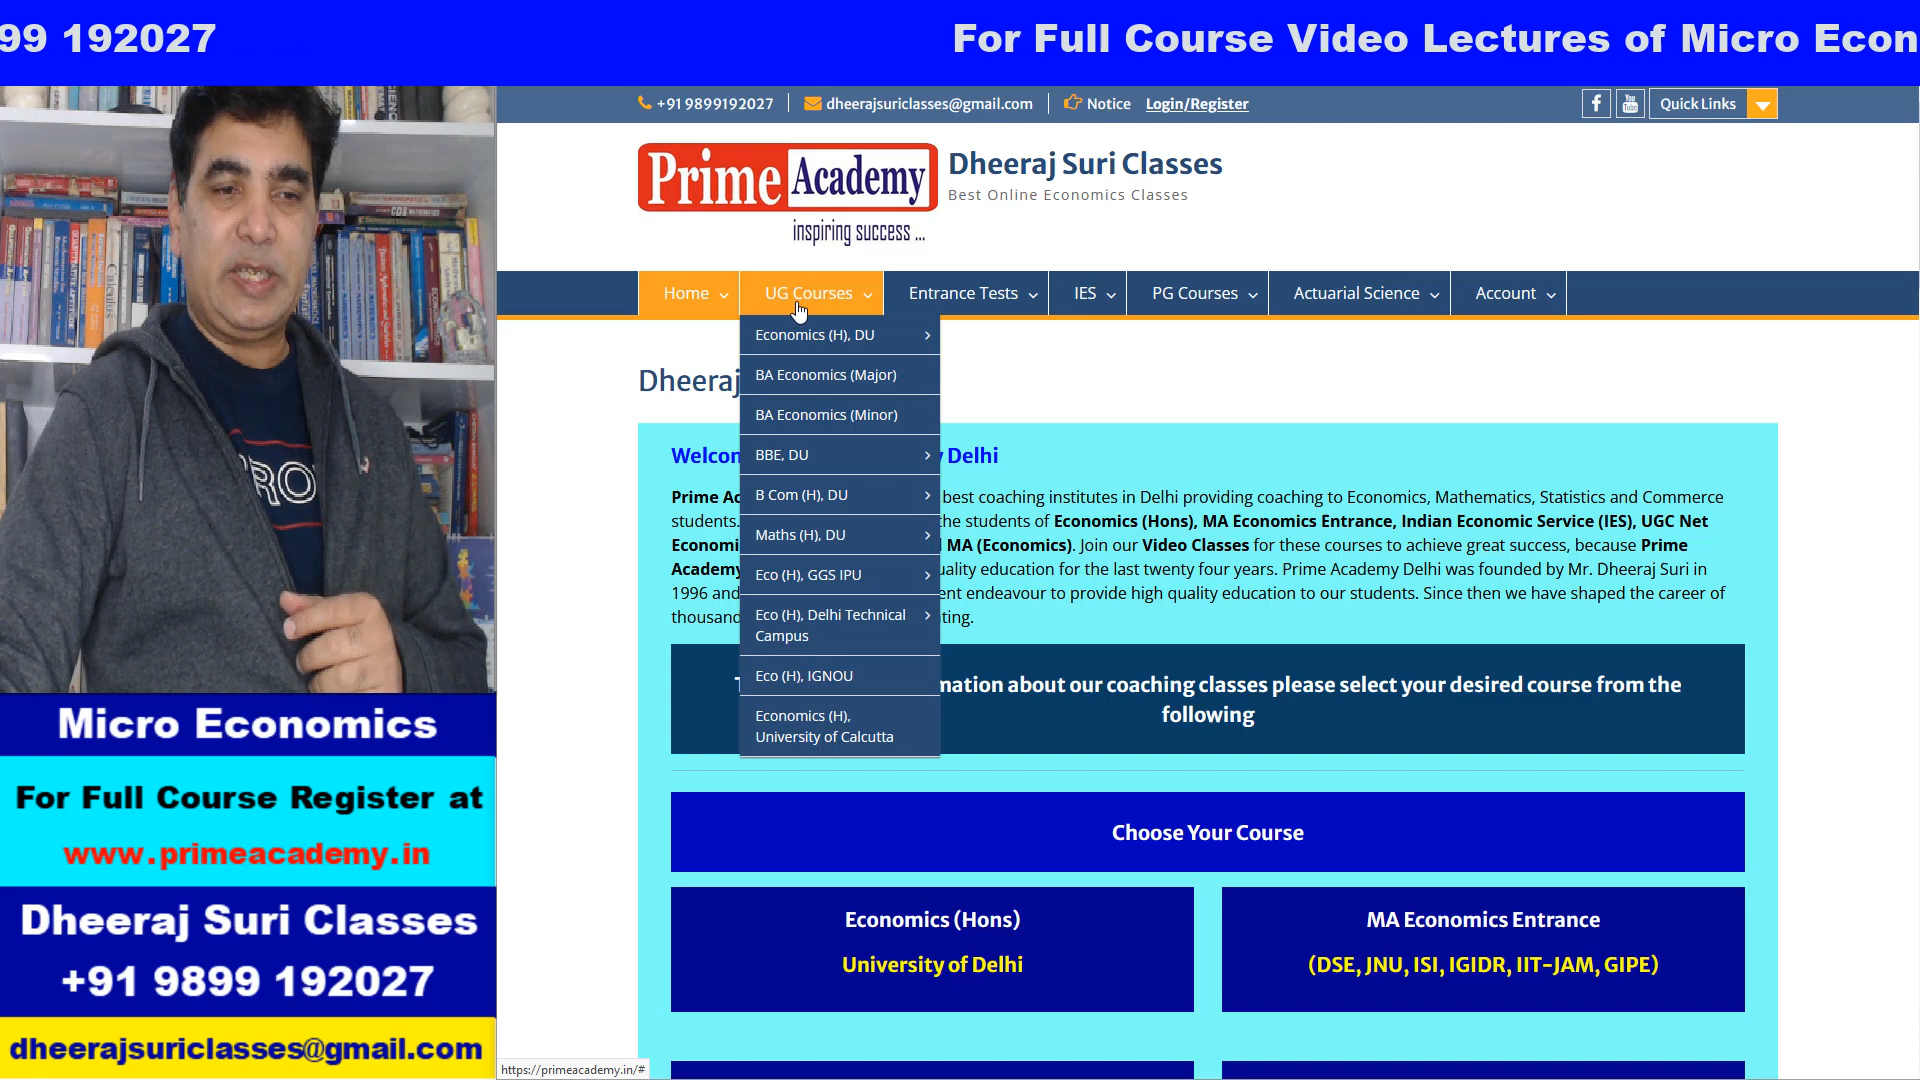 99 192027
For Full Course Video Lectures of Micro Econ
+91 9899192027
dheerajsuriclasses@gmail.com
Notice
Login/Register
Quick Links
Prime Academy
inspiring success ...
Dheeraj Suri Classes
Best Online Economics Classes
Home
UG Courses
Entrance Tests
IES
PG Courses
Actuarial Science
Account
Economics (H), DU
BA Economics (Major)
BA Economics (Minor)
BBE, DU
B Com (H), DU
Maths (H), DU
Eco (H), GGS IPU
Eco (H), Delhi Technical
Campus
Eco (H), IGNOU
Economics (H),
University of Calcutta
Dheeraj
Delhi
Prime best coaching institutes in Delhi providing coaching to Economics, Mathematics, Statistics and Commerce
students. the students of Economics (Hons), MA Economics Entrance, Indian Economic Service (IES), UGC Net
MA (Economics). Join our Video Classes for these courses to achieve great success, because Prime
Academy quality education for the last twenty four years. Prime Academy Delhi was founded by Mr. Dheeraj Suri in
1996 and endeavour to provide high quality education to our students. Since then we have shaped the career of
about our coaching classes please select your desired course from the
following
Choose Your Course
Economics (Hons)
University of Delhi
MA Economics Entrance
(DSE, JNU, ISI, IGIDR, IIT-JAM, GIPE)
Micro Economics
For Full Course Register at
www.primeacademy.in
Dheeraj Suri Classes
+91 9899 192027
dheerajsuriclasses@gmail.com
https://primeacademy.in/#